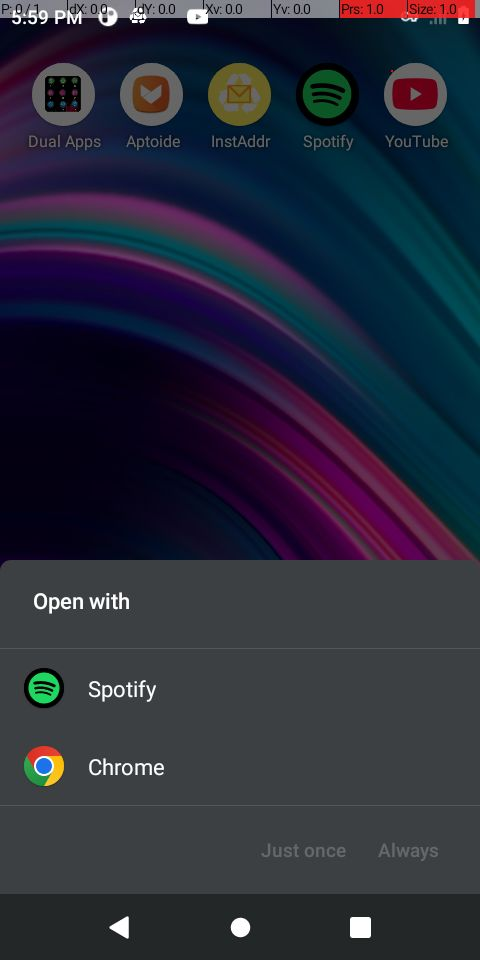 P: 0 / 1 dX: 0.0 dY: 0.0 Xv: 0.0 Yv: 0.0 Prs: 1.0 Size: 1.0
5:59 PM
Dual Apps Aptoide InstAddr Spotify YouTube
Open with
Spotify
Chrome
Just once Always